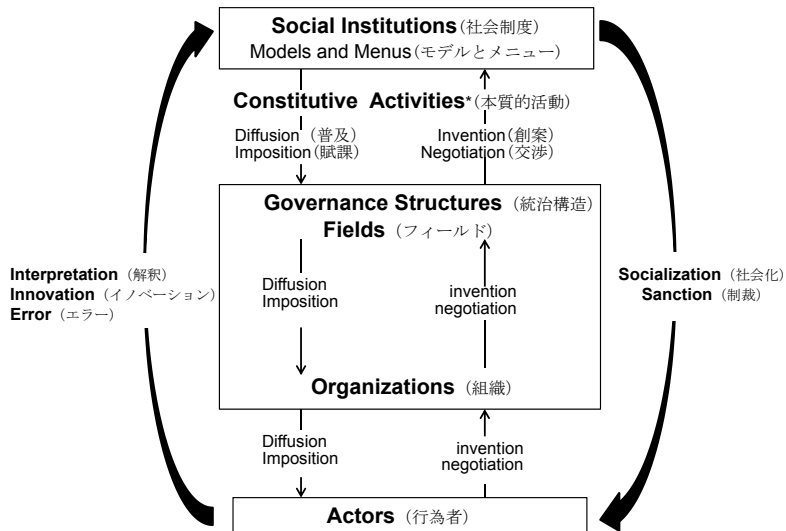 Social Institutions(社会制度)
Models and Menus(モデルとメニュー)
Constitutive Activities*(本質的活動)
Diffusion(普及)
Imposition(賦課)
Invention(創案)
Negotiation(交渉)
Governance Structures(統治構造)
Fields(フィールド)
Interpretation(解釈)
Innovation(イノベーション)
Error(エラー)
Diffusion
Imposition
invention
negotiation
Socialization(社会化)
Sanction(制裁)
Organizations(組織)
Diffusion
Imposition
invention
negotiation
Actors(行為者)